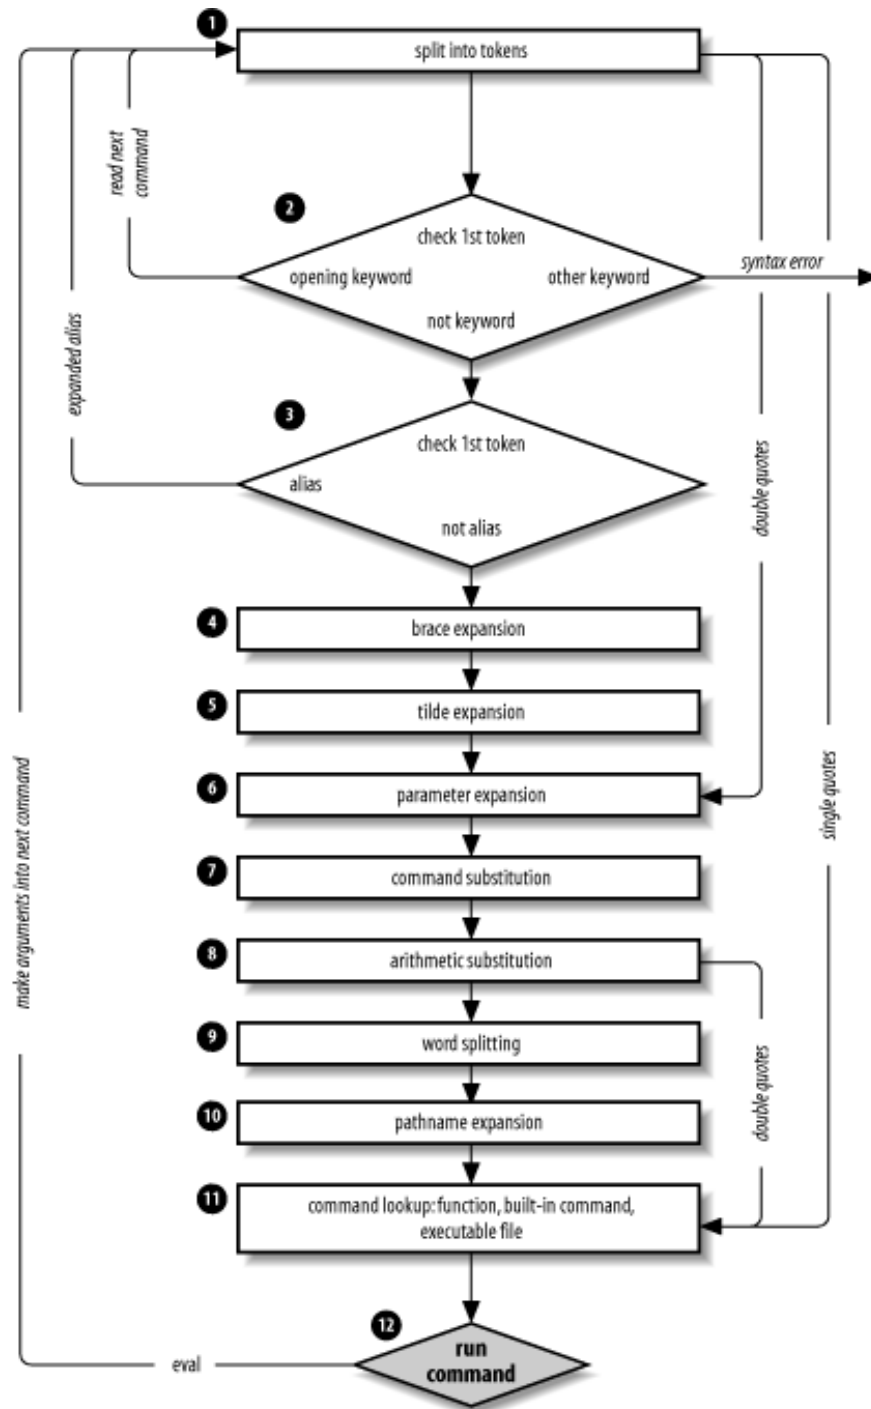 1
split into tokens
read next
command
2
check 1st token
opening keyword
other keyword
not keyword
syntax error
expanded alias
3
check 1st token
alias
not alias
double quotes
4
brace expansion
5
tilde expansion
6
parameter expansion
single quotes
make arguments into next command
7
command substitution
8
arithmetic substitution
9
word splitting
double quotes
10
pathname expansion
11
command lookup: function, built-in command,
executable file
12
run
command
eval